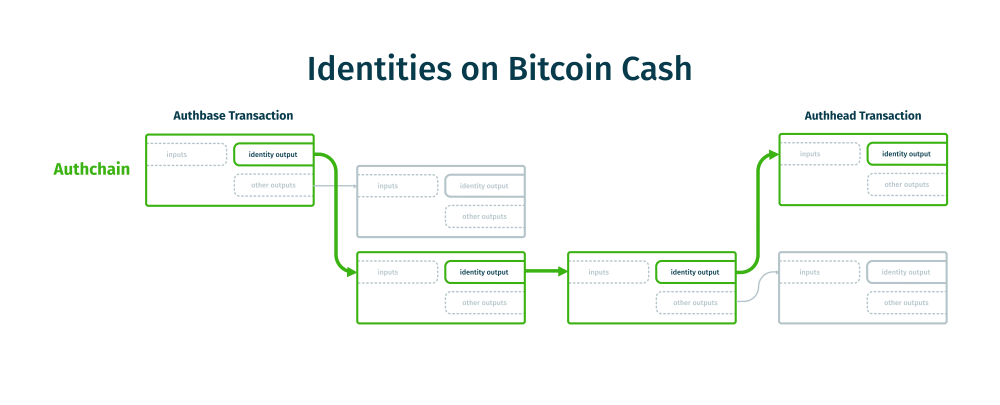 Identities on Bitcoin Cash
Authbase Transaction
Authhead Transaction
Authchain
inputs
identity output
other outputs
inputs
identity output
other outputs
inputs
identity output
other outputs
inputs
identity output
other outputs
inputs
identity output
other outputs
inputs
identity output
other outputs